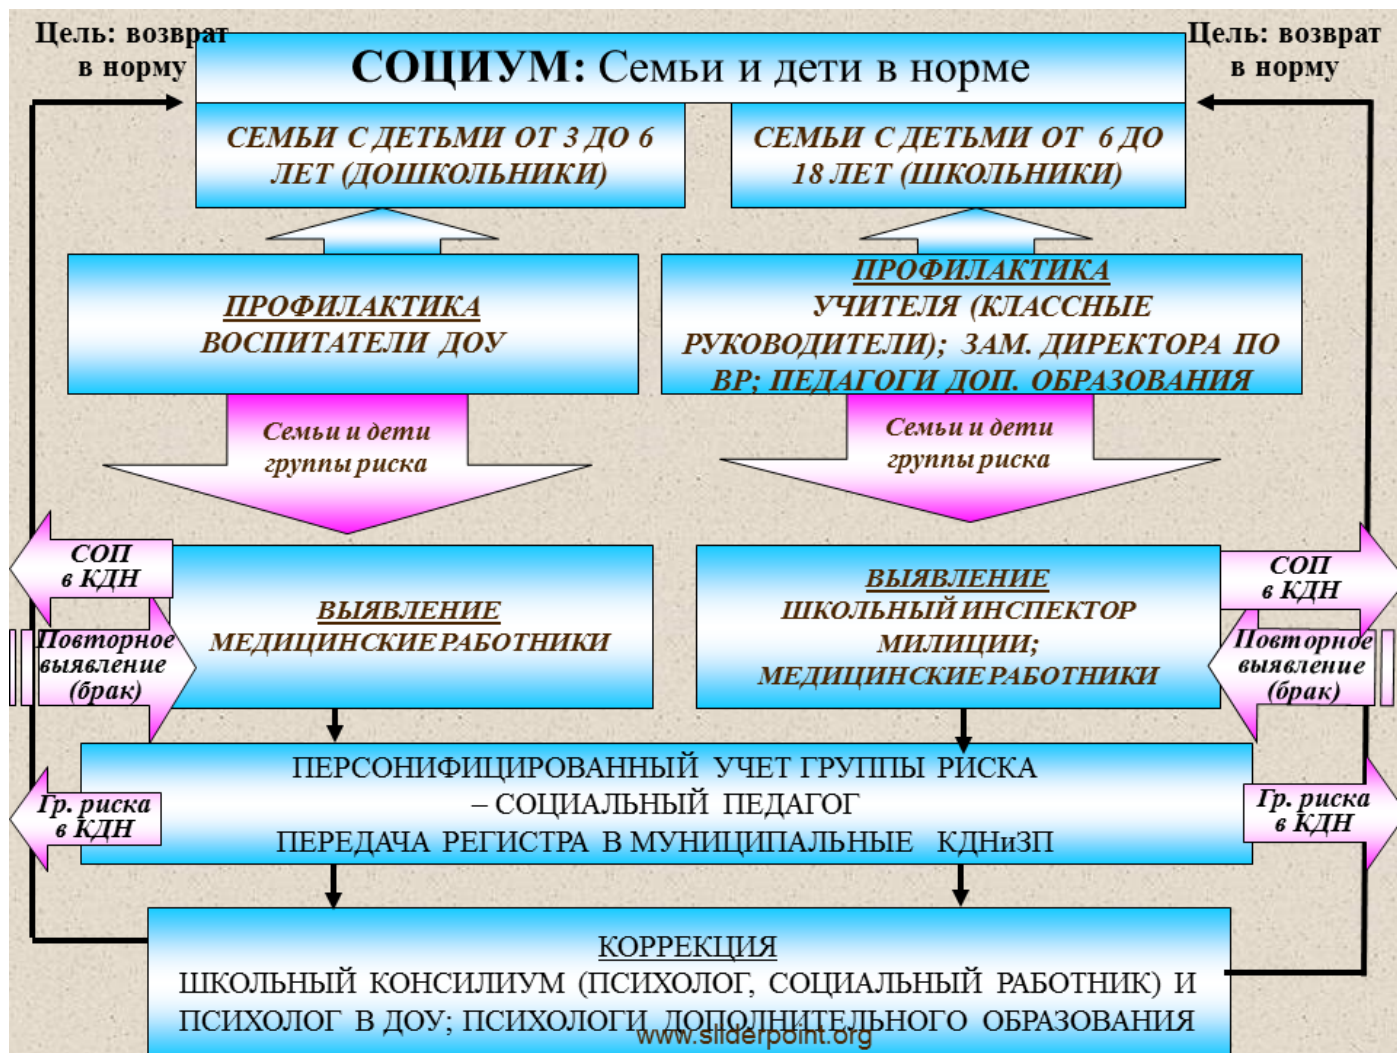 Цель: возврат
в норму
СОЦИУМ: Семьи и дети в норме
Цель: возврат
в норму
СЕМЬИ С ДЕТЬМИ ОТ 3 ДО 6
ЛЕТ (ДОШКОЛЬНИКИ)
СЕМЬИ С ДЕТЬМИ ОТ 6 ДО
18 ЛЕТ (ШКОЛЬНИКИ)
ПРОФИЛАКТИКА
ВОСПИТАТЕЛИ ДОУ
ПРОФИЛАКТИКА
УЧИТЕЛЯ (КЛАССНЫЕ
РУКОВОДИТЕЛИ); ЗАМ. ДИРЕКТОРА ПО
ВР; ПЕДАГОГИ ДОП. ОБРАЗОВАНИЯ
Семьи и дети
группы риска
Семьи и дети
группы риска
СОП
в КДН
ВЫЯВЛЕНИЕ
МЕДИЦИНСКИЕ РАБОТНИКИ
Повторное
выявление
(брак)
ВЫЯВЛЕНИЕ
ШКОЛЬНЫЙ ИНСПЕКТОР
МИЛИЦИИ;
МЕДИЦИНСКИЕ РАБОТНИКИ
СОП
в КДН
Повторное
выявление
(брак)
ПЕРСОНИФИЦИРОВАННЫЙ УЧЕТ ГРУППЫ РИСКА
– СОЦИАЛЬНЫЙ ПЕДАГОГ
ПЕРЕДАЧА РЕГИСТРА В МУНИЦИПАЛЬНЫЕ КДНиЗП
Гр. риска
в КДН
Гр. риска
в КДН
КОРРЕКЦИЯ
ШКОЛЬНЫЙ КОНСИЛИУМ (ПСИХОЛОГ, СОЦИАЛЬНЫЙ РАБОТНИК) И
ПСИХОЛОГ В ДОУ; ПСИХОЛОГИ ДОПОЛНИТЕЛЬНОГО ОБРАЗОВАНИЯ
www.sliderpoint.org